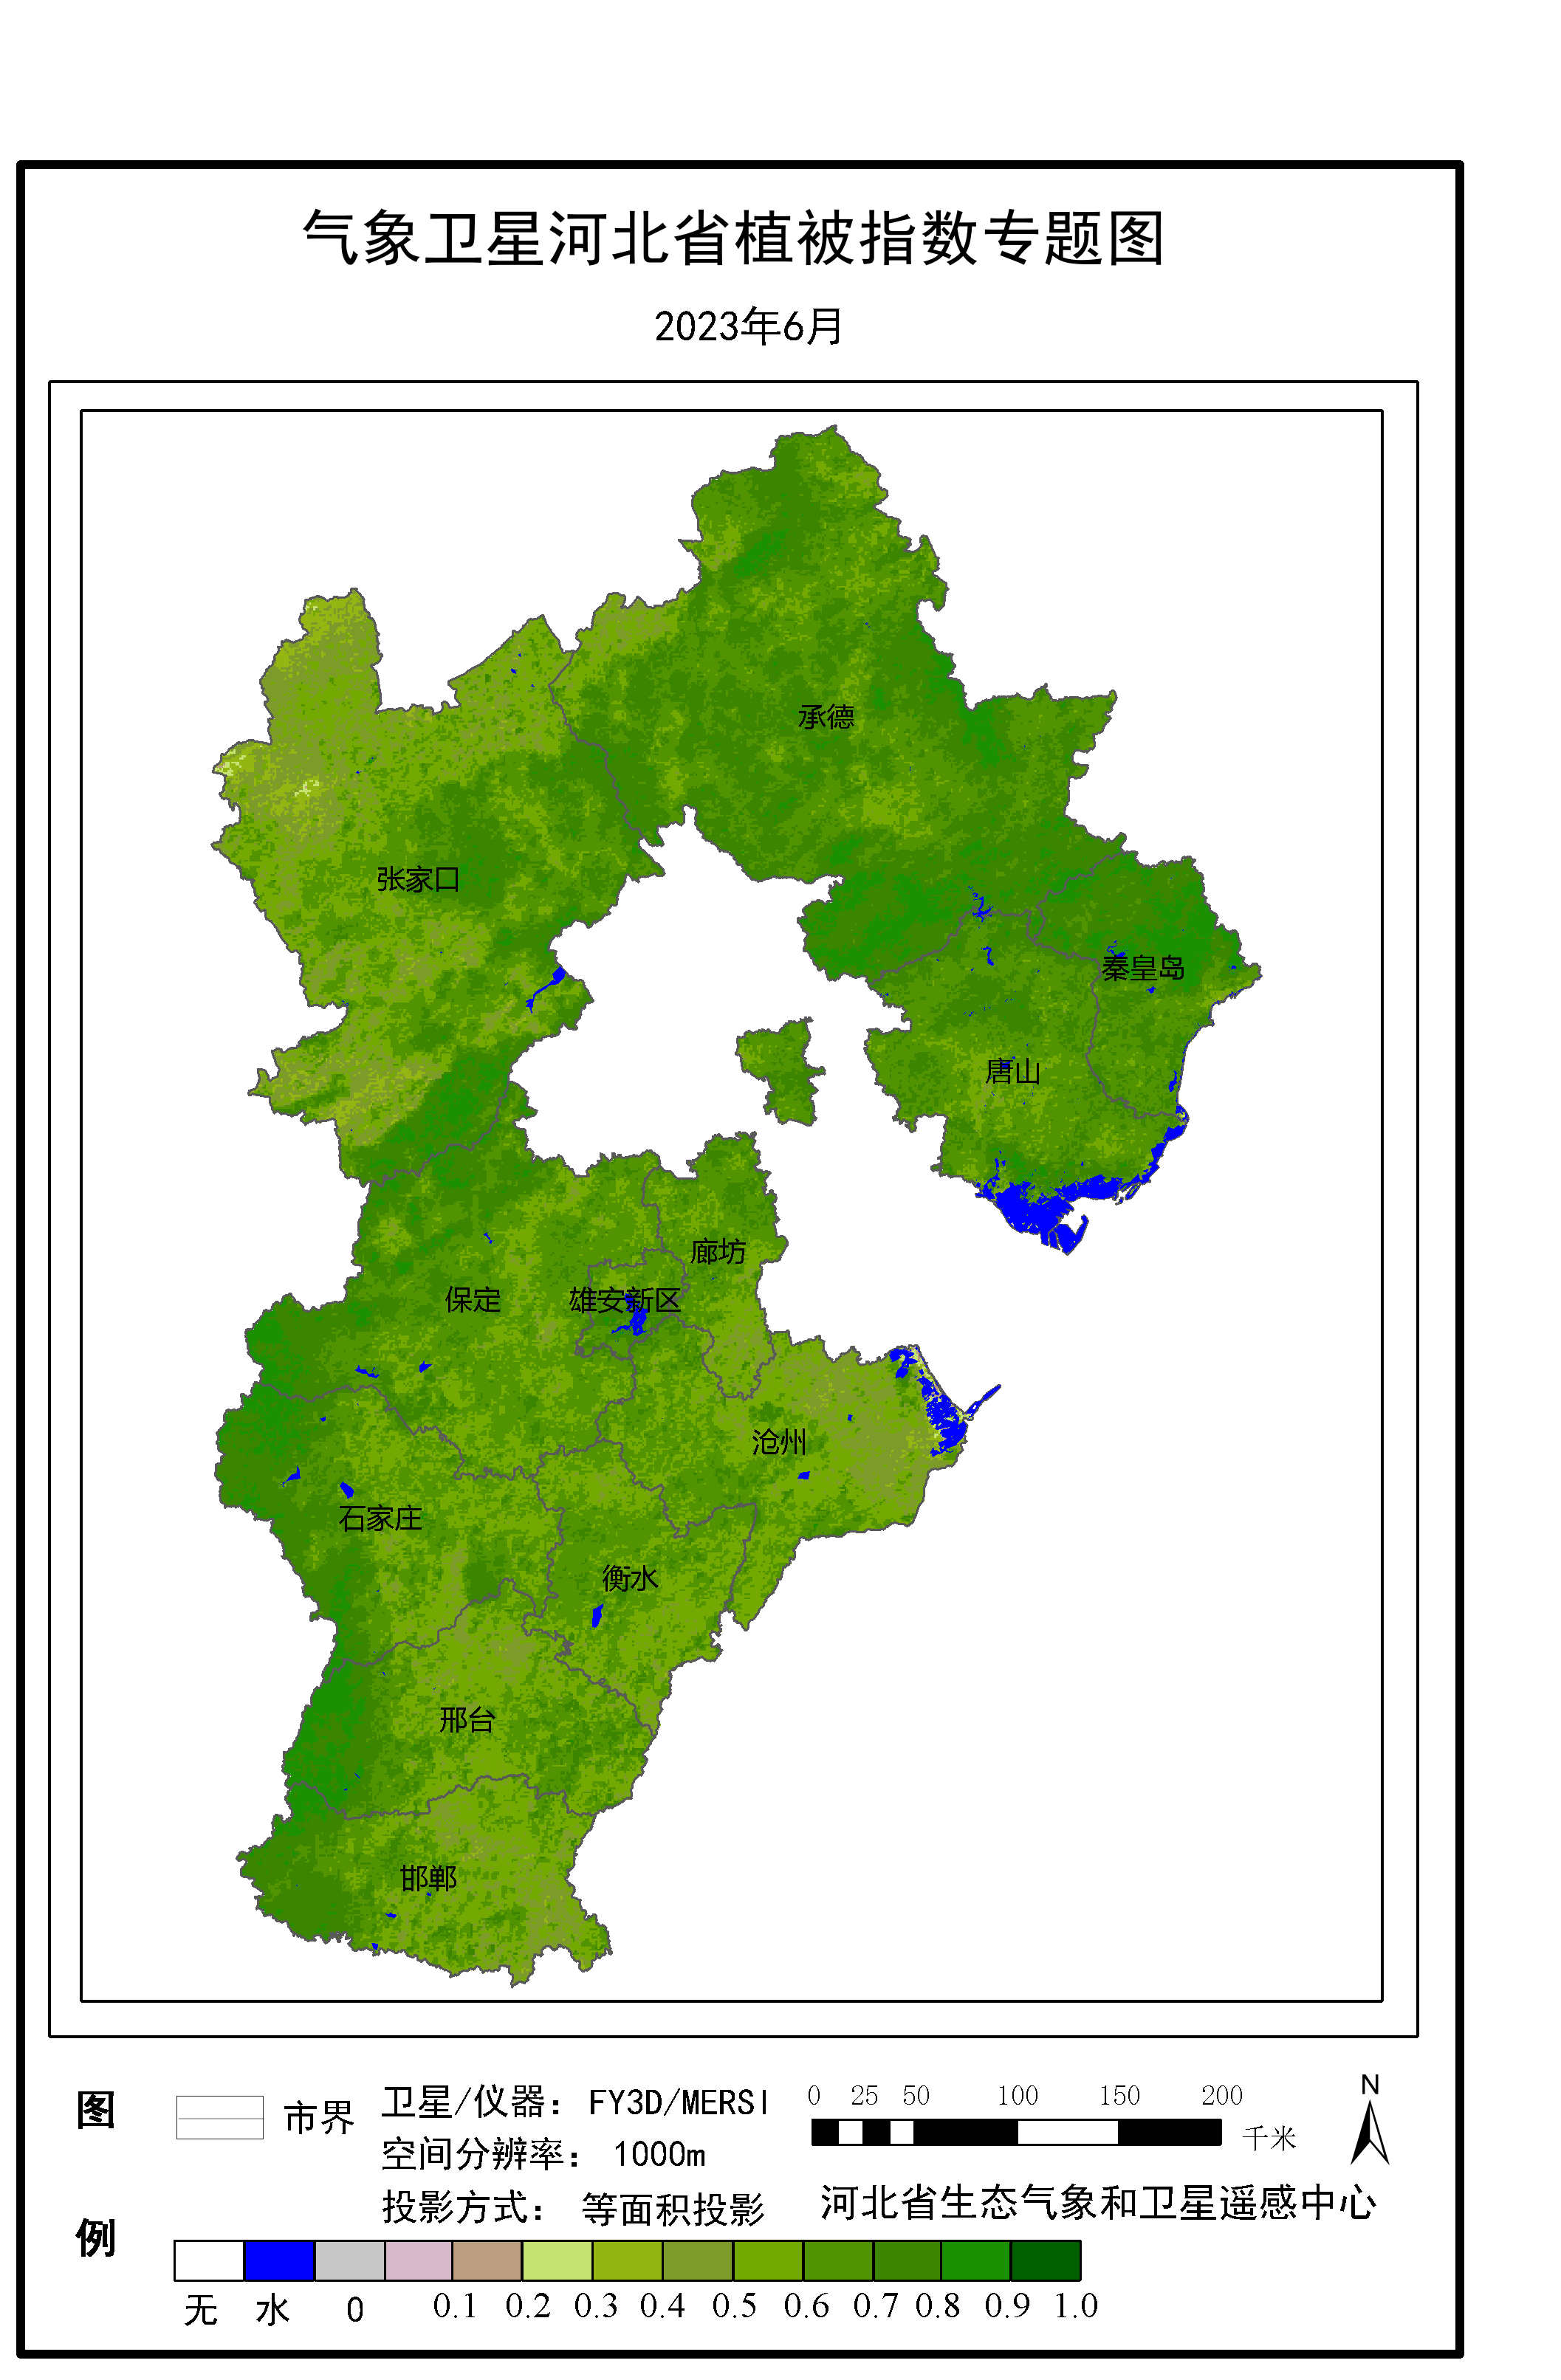 气象卫星河北省植被指数专题图
2023年6月
承德
张家口
秦皇岛
唐山
廊坊
保定
雄安新区
沧州
石家庄
衡水
邢台
邯郸
图
例
市界
卫星/仪器: FY3D/MERSI
空间分辨率: 1000m
投影方式: 等面积投影
0 25 50 100 150 200
千米
N
河北省生态气象和卫星遥感中心
无 水 0 0.1 0.2 0.3 0.4 0.5 0.6 0.7 0.8 0.9 1.0